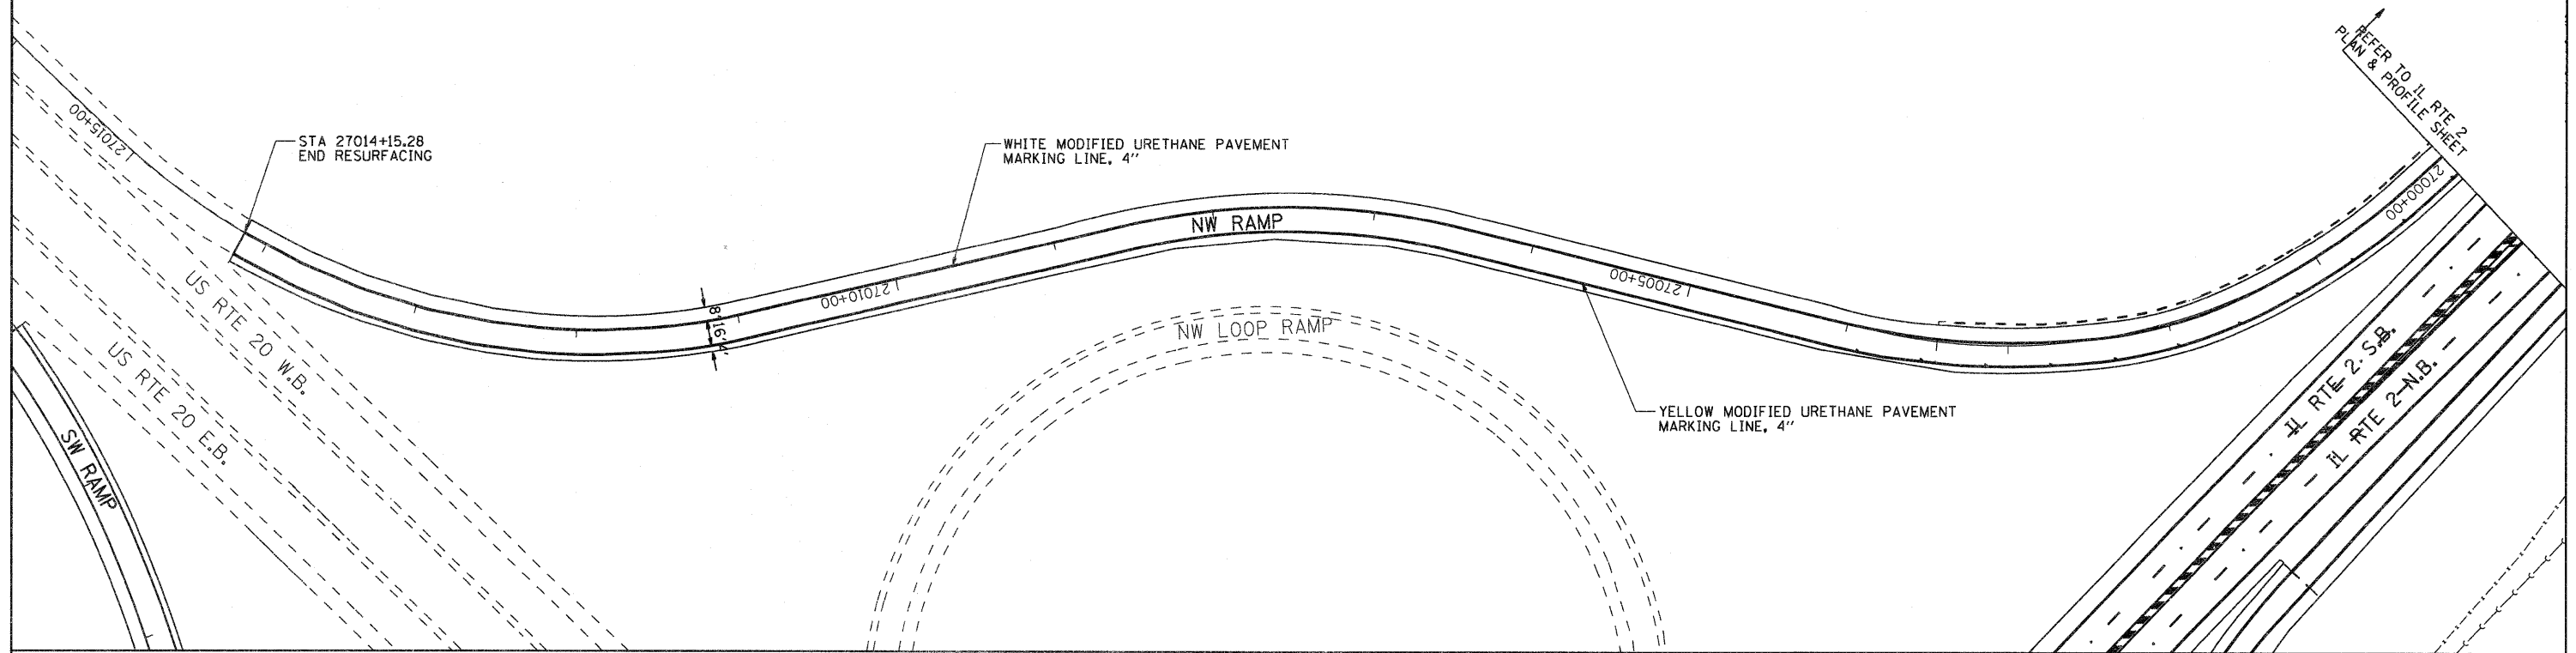 REFER TO IL RTE 2
PLAN & PROFILE SHEET
27015+00
STA 27014+15.28
END RESURFACING
WHITE MODIFIED URETHANE PAVEMENT
MARKING LINE, 4"
27000+00
NW RAMP
US RTE 20 W.B.
27010+00
27005+00
8'
16'
4'
NW LOOP RAMP
US RTE 20 E.B.
IL RTE 2 S.B.
IL RTE 2 N.B.
YELLOW MODIFIED URETHANE PAVEMENT
MARKING LINE, 4"
SW RAMP